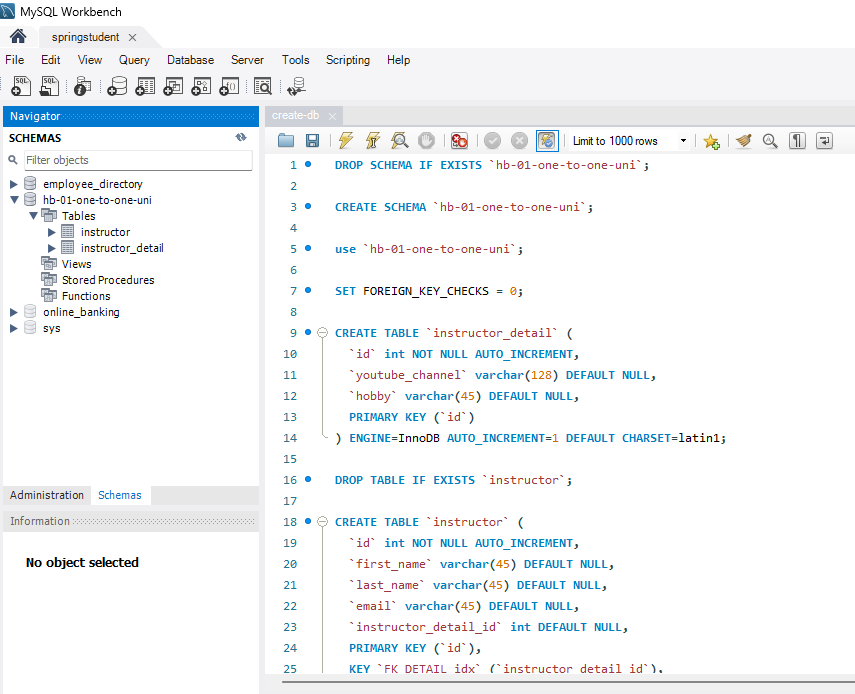 MySQL Workbench
springstudent
File Edit View Query Database Server Tools Scripting Help
Navigator
SCHEMAS
Filter objects
employee_directory
hb-01-one-to-one-uni
Tables
instructor
instructor_detail
Views
Stored Procedures
Functions
online_banking
sys
Administration Schemas
Information
No object selected
create-db
Limit to 1000 rows
1 DROP SCHEMA IF EXISTS `hb-01-one-to-one-uni`;
2
3 CREATE SCHEMA `hb-01-one-to-one-uni`;
4
5 use `hb-01-one-to-one-uni`;
6
7 SET FOREIGN_KEY_CHECKS = 0;
8
9 CREATE TABLE `instructor_detail` (
10 `id` int NOT NULL AUTO_INCREMENT,
11 `youtube_channel` varchar(128) DEFAULT NULL,
12 `hobby` varchar(45) DEFAULT NULL,
13 PRIMARY KEY (`id`)
14 ) ENGINE=InnoDB AUTO_INCREMENT=1 DEFAULT CHARSET=latin1;
15
16 DROP TABLE IF EXISTS `instructor`;
17
18 CREATE TABLE `instructor` (
19 `id` int NOT NULL AUTO_INCREMENT,
20 `first_name` varchar(45) DEFAULT NULL,
21 `last_name` varchar(45) DEFAULT NULL,
22 `email` varchar(45) DEFAULT NULL,
23 `instructor_detail_id` int DEFAULT NULL,
24 PRIMARY KEY (`id`),
25 KEY `FK_DETAIL_idx` (`instructor_detail_id`),